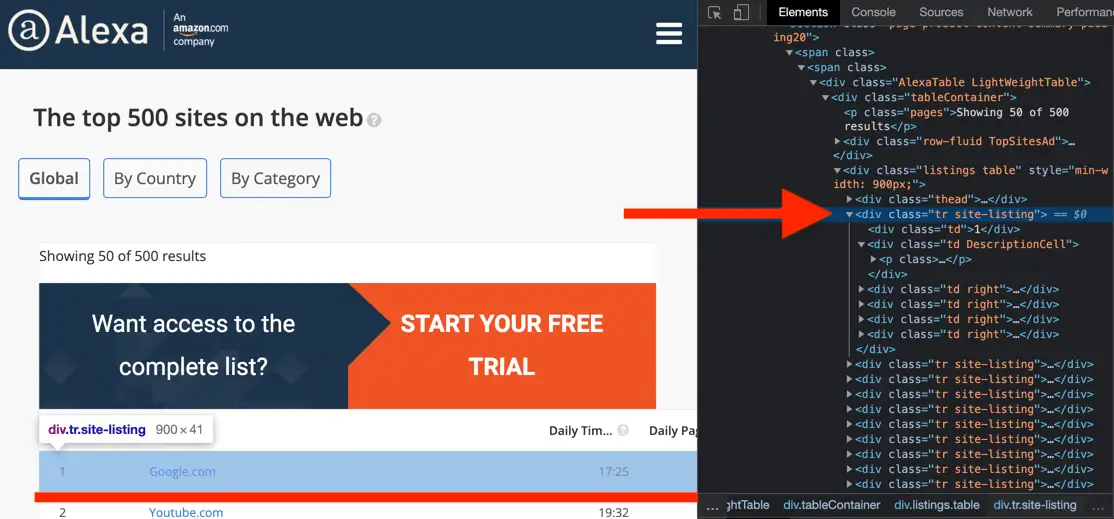 Alexa
An
amazon.com
company
The top 500 sites on the web ?
Global
By Country
By Category
Showing 50 of 500 results
Want access to the
complete list?
START YOUR FREE
TRIAL
div.tr.site-listing 900 × 41
Daily Tim... ? Daily Pag
1 Google.com 17:25
2 Youtube.com 19:32
Elements Console Sources Network Performan
ing20">
▼<span class>
▼<span class>
▼<div class="AlexaTable LightWeightTable">
▼<div class="tableContainer">
<p class="pages">Showing 50 of 500
results</p>
▶<div class="row-fluid TopSitesAd">…
</div>
▼<div class="listings table" style="min-w
idth: 900px;">
▶<div class="thead">…</div>
▼<div class="tr site-listing"> == $0
<div class="td">1</div>
▼<div class="td DescriptionCell">
▶<p class>…</p>
</div>
▶<div class="td right">…</div>
▶<div class="td right">…</div>
▶<div class="td right">…</div>
▶<div class="td right">…</div>
</div>
▶<div class="tr site-listing">…</div>
▶<div class="tr site-listing">…</div>
▶<div class="tr site-listing">…</div>
▶<div class="tr site-listing">…</div>
▶<div class="tr site-listing">…</div>
▶<div class="tr site-listing">…</div>
▶<div class="tr site-listing">…</div>
▶<div class="tr site-listing">…</div>
▶<div class="tr site-listing">…</div>
... ghtTable div.tableContainer div.listings.table div.tr.site-listing ...